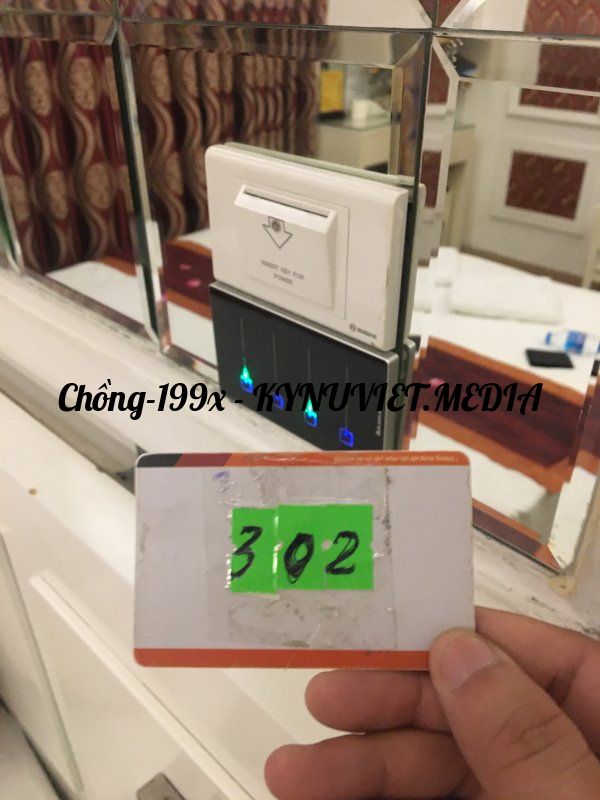 INSERT KEY FOR
POWER
Chồng-199x - KYNUVIET.MEDIA
302